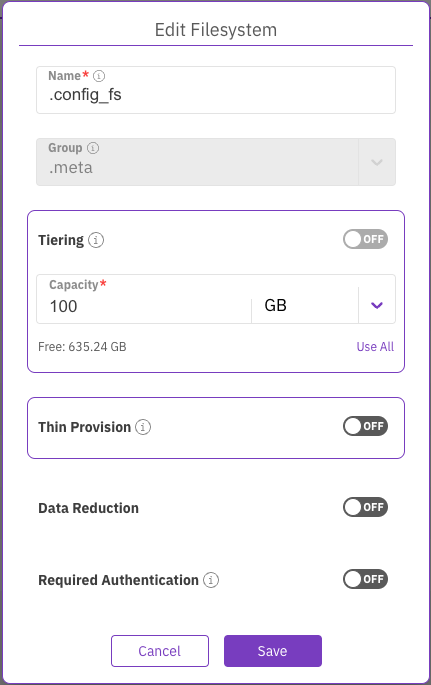 Edit Filesystem
Name*
.config_fs
Group
.meta
Tiering
OFF
Capacity*
100
GB
Free: 635.24 GB
Use All
Thin Provision
OFF
Data Reduction
OFF
Required Authentication
OFF
Cancel
Save